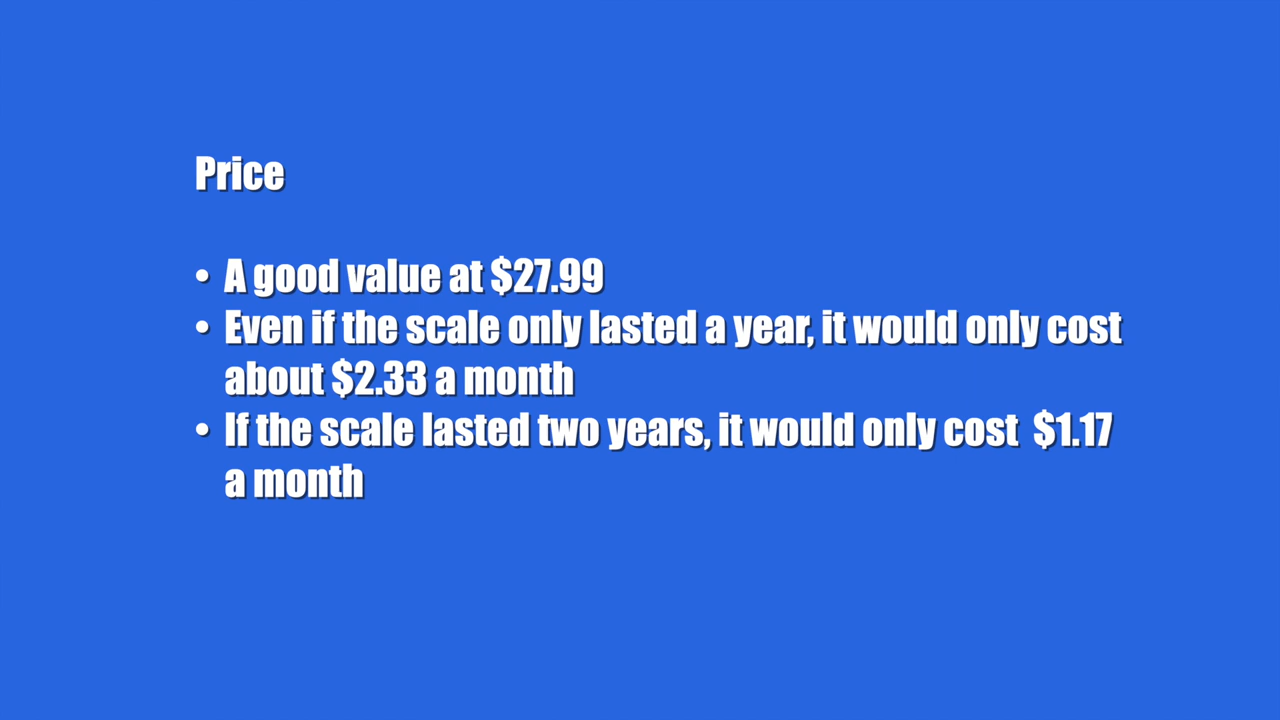 Price
• A good value at $27.99
• Even if the scale only lasted a year, it would only cost
about $2.33 a month
• If the scale lasted two years, it would only cost  $1.17
a month